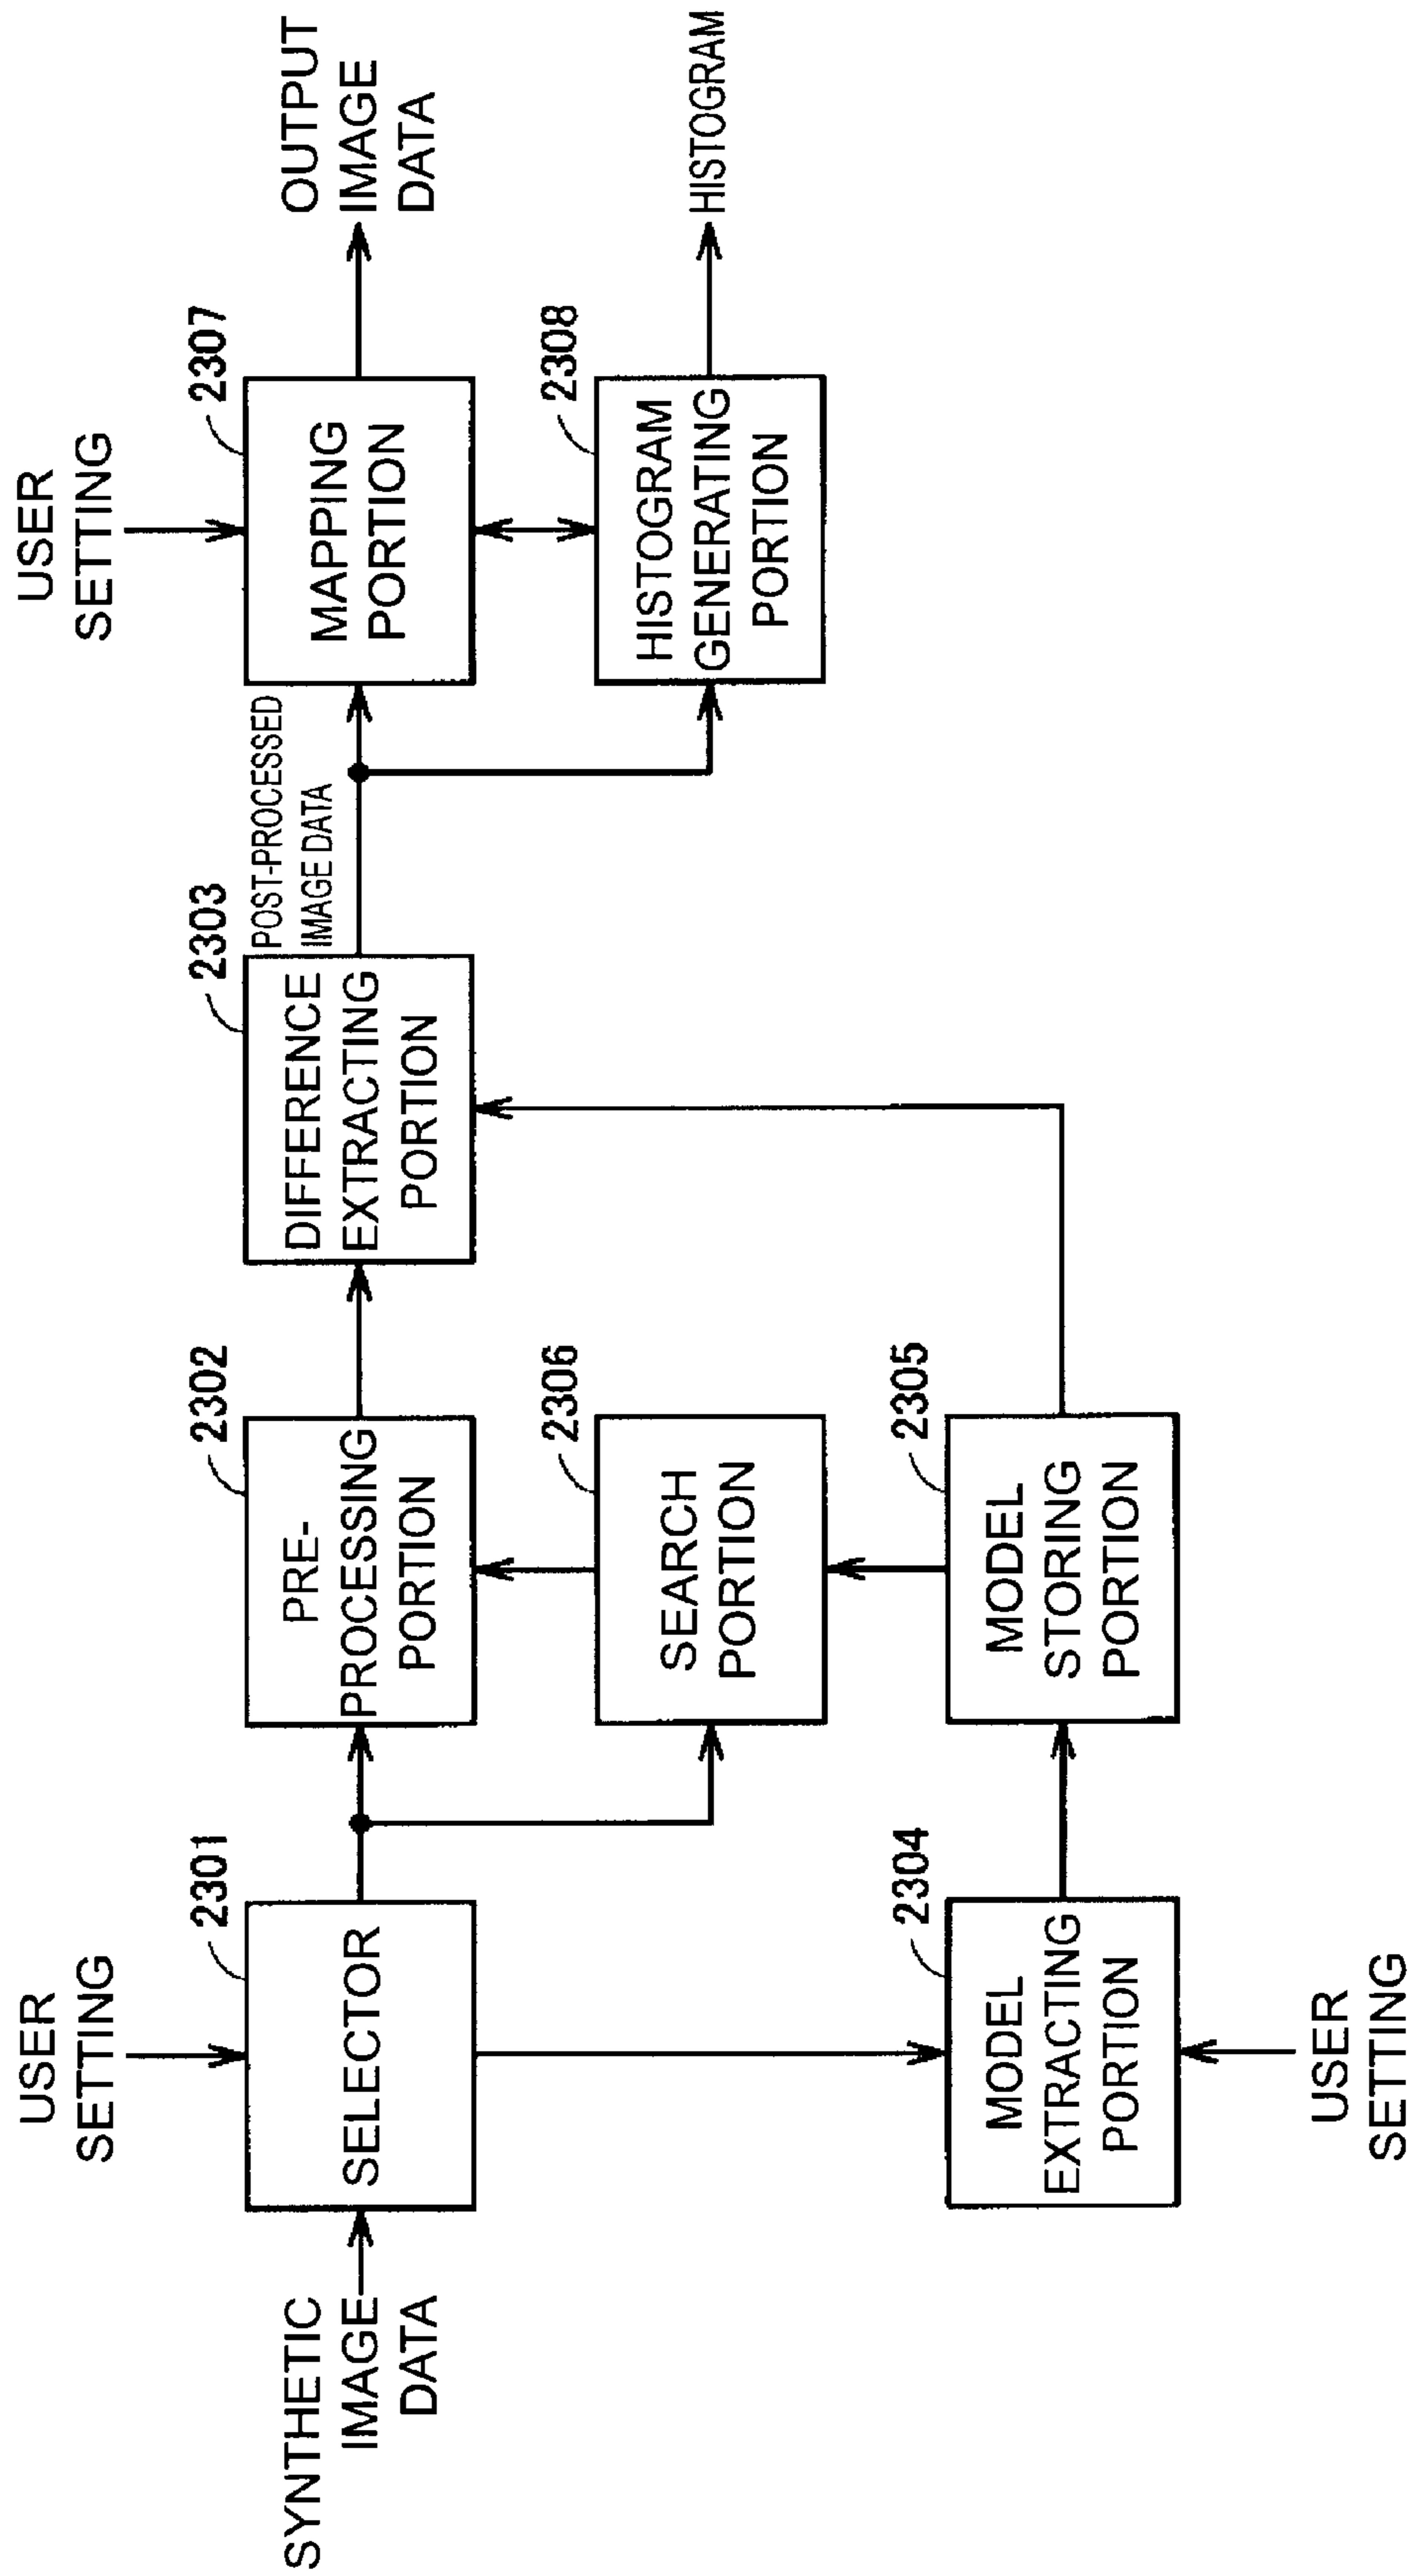 USER
SETTING
2301
SELECTOR
SYNTHETIC
IMAGE
DATA
2302
PRE-
PROCESSING
PORTION
2303
DIFFERENCE
EXTRACTING
PORTION
POST-PROCESSED
IMAGE DATA
USER
SETTING
2307
MAPPING
PORTION
OUTPUT
IMAGE
DATA
2306
SEARCH
PORTION
2308
HISTOGRAM
GENERATING
PORTION
HISTOGRAM
2304
MODEL
EXTRACTING
PORTION
2305
MODEL
STORING
PORTION
USER
SETTING